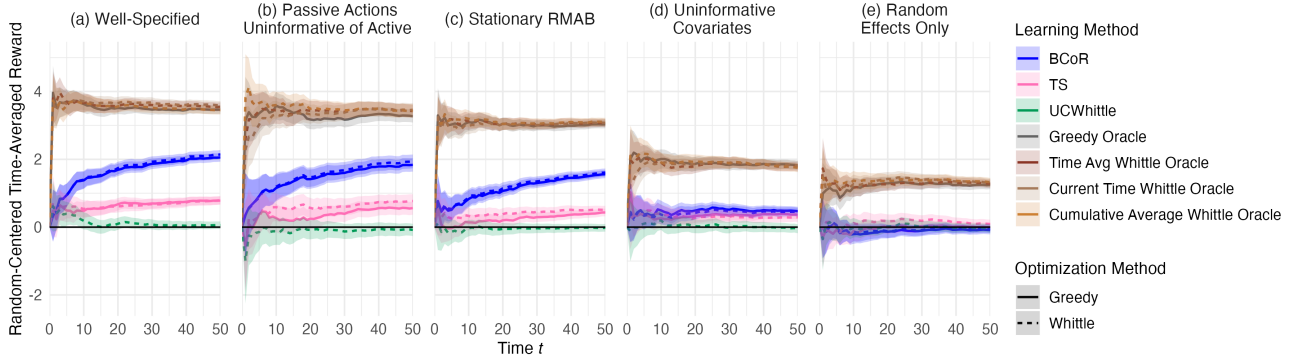 (a) Well-Specified
(b) Passive Actions
Uninformative of Active
(c) Stationary RMAB
(d) Uninformative
Covariates
(e) Random
Effects Only
Random-Centered Time-Averaged Reward
4
2
0
-2
0 10 20 30 40 50
0 10 20 30 40 50
0 10 20 30 40 50
0 10 20 30 40 50
0 10 20 30 40 50
Time t
Learning Method
BCoR
TS
UCWhittle
Greedy Oracle
Time Avg Whittle Oracle
Current Time Whittle Oracle
Cumulative Average Whittle Oracle
Optimization Method
Greedy
Whittle